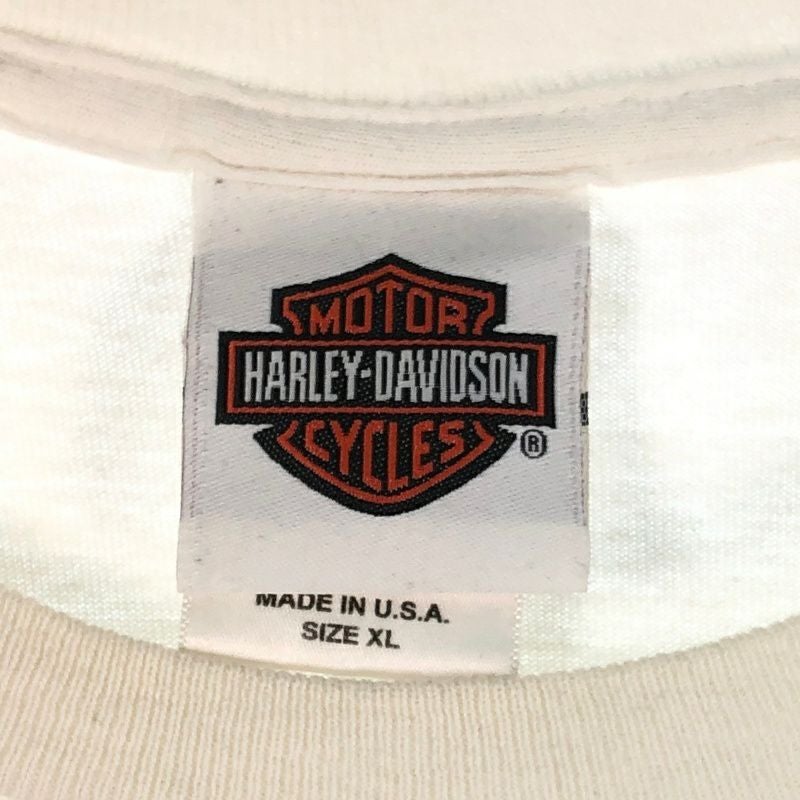 MOTOR
HARLEY-DAVIDSON
CYCLES
®
MADE IN U.S.A.
SIZE XL